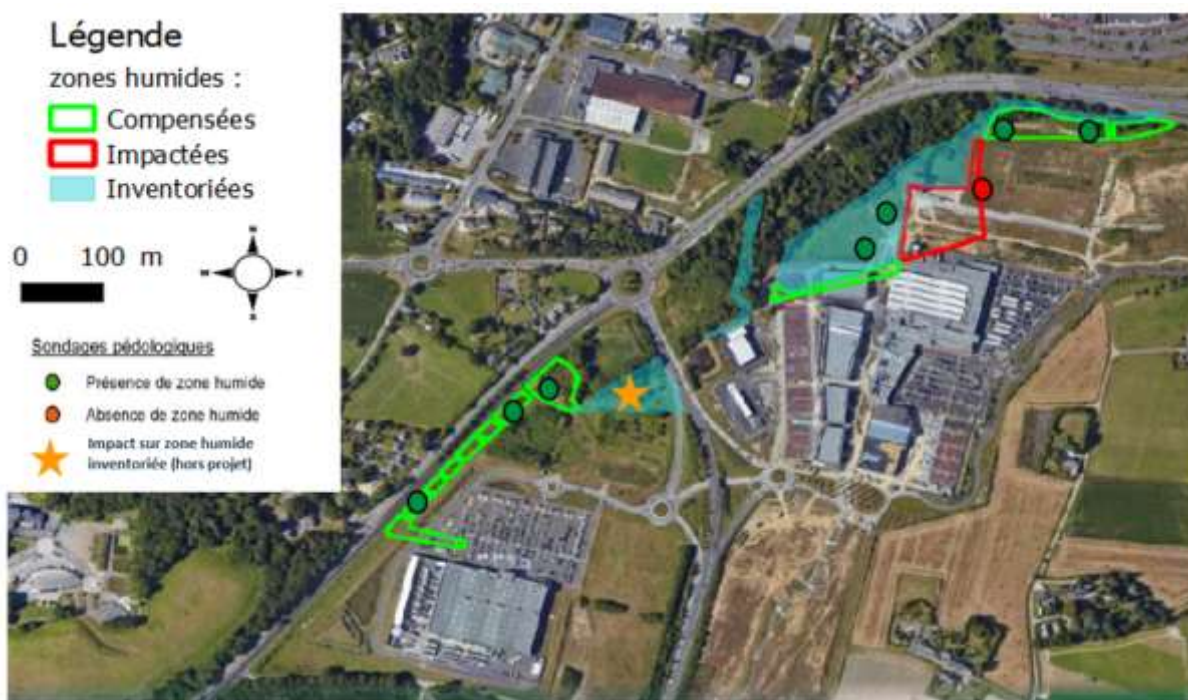 Légende
zones humides :
Compensées
Impactées
Inventoriées
0 100 m
Sondages pédologiques
Présence de zone humide
Absence de zone humide
Impact sur zone humide
inventoriée (hors projet)